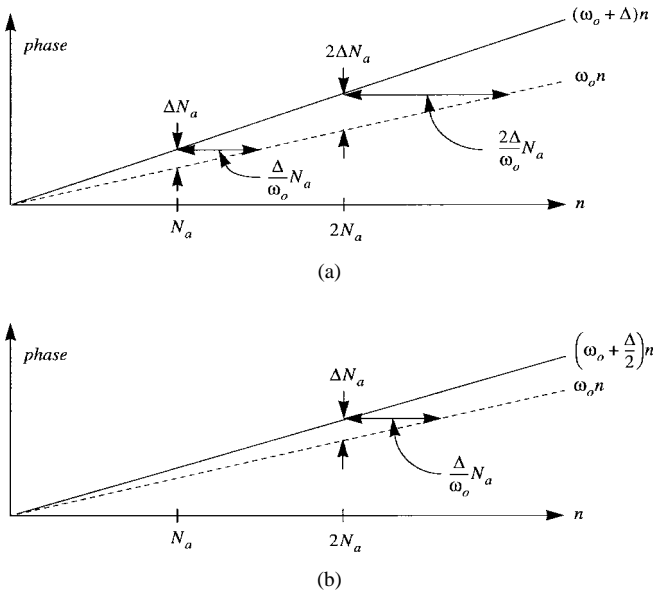 phase
(ω_o + Δ)n
2ΔN_a
ω_o n
ΔN_a
2Δ/ω_o N_a
Δ/ω_o N_a
N_a
2N_a
n
(a)
phase
(ω_o + Δ/2)n
ΔN_a
ω_o n
Δ/ω_o N_a
N_a
2N_a
n
(b)